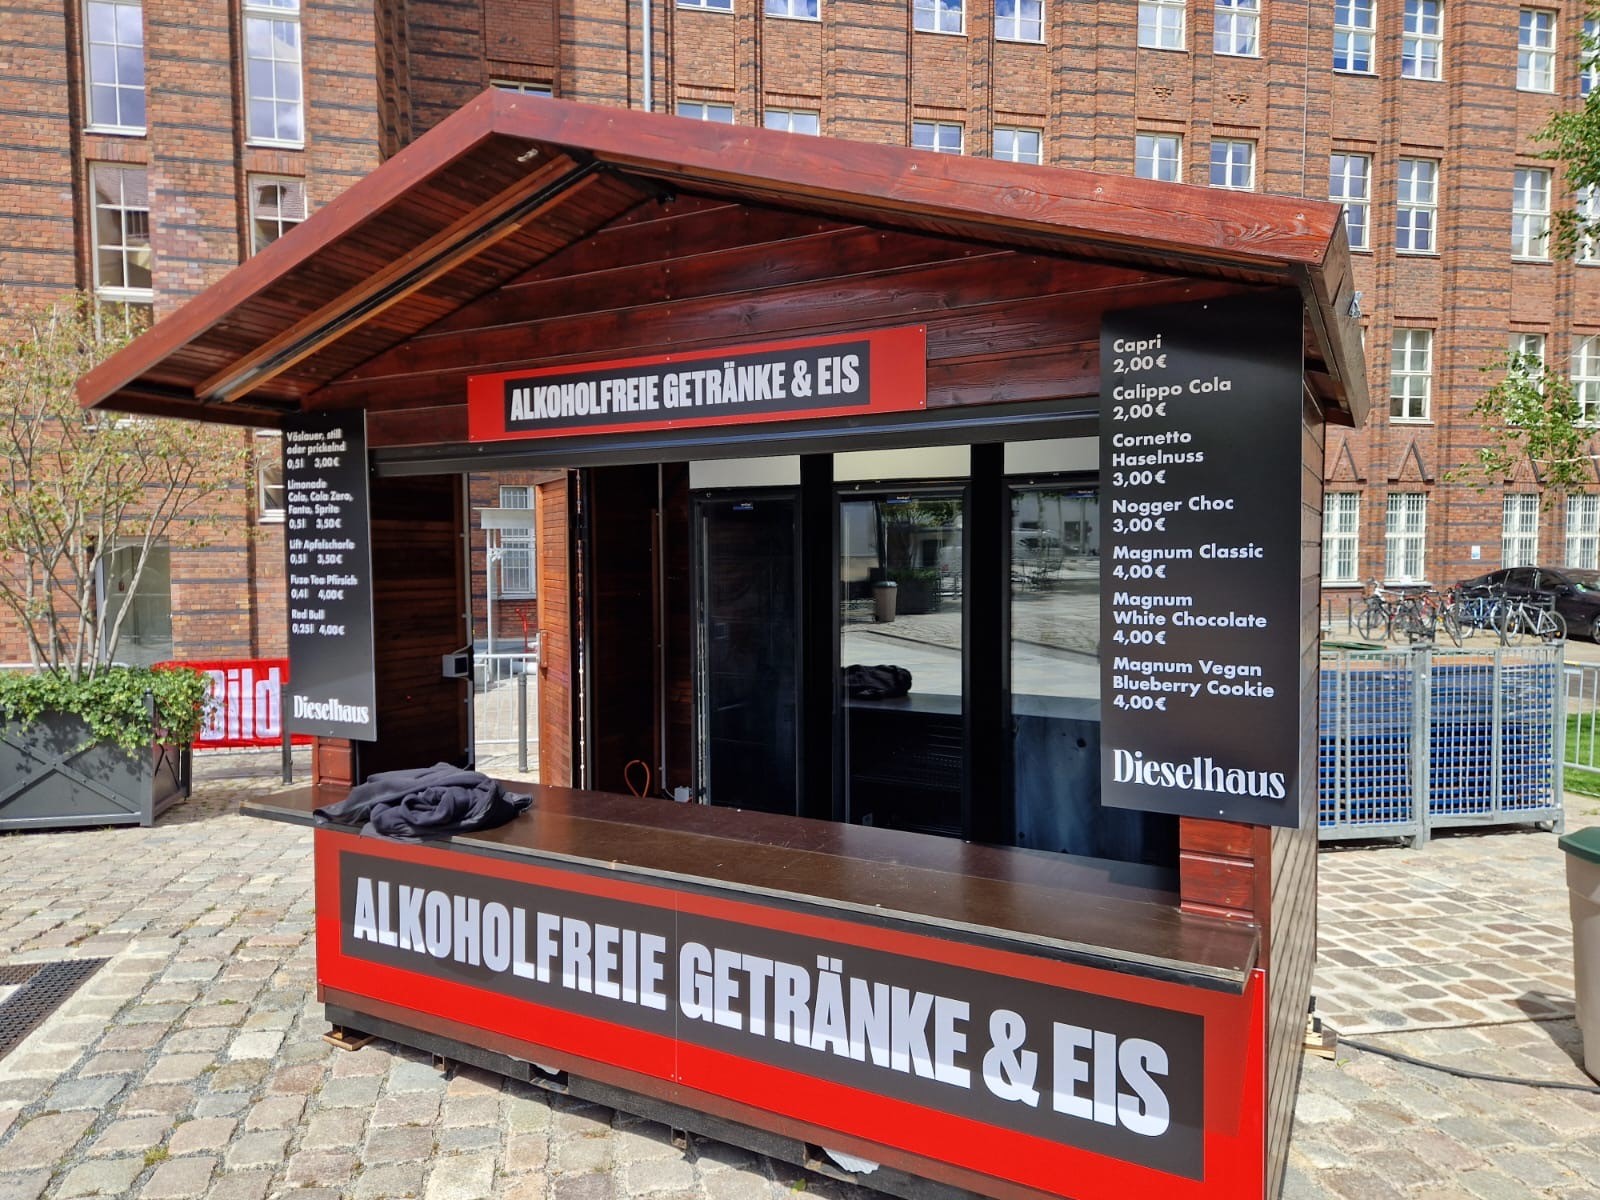 ALKOHOLFREIE GETRÄNKE & EIS
Vöslauer, still
oder prickelnd
0,5l 3,00 €
Limonade
Cola, Cola Zero,
Fanta, Sprite
0,5l 3,50 €
Lift Apfelschorle
0,5l 3,50 €
Fuze Tea Pfirsich
0,4l 4,00 €
Red Bull
0,25l 4,00 €
Dieselhaus
Capri
2,00 €
Calippo Cola
2,00 €
Cornetto
Haselnuss
3,00 €
Nogger Choc
3,00 €
Magnum Classic
4,00 €
Magnum
White Chocolate
4,00 €
Magnum Vegan
Blueberry Cookie
4,00 €
Dieselhaus
Bild
ALKOHOLFREIE GETRÄNKE & EIS